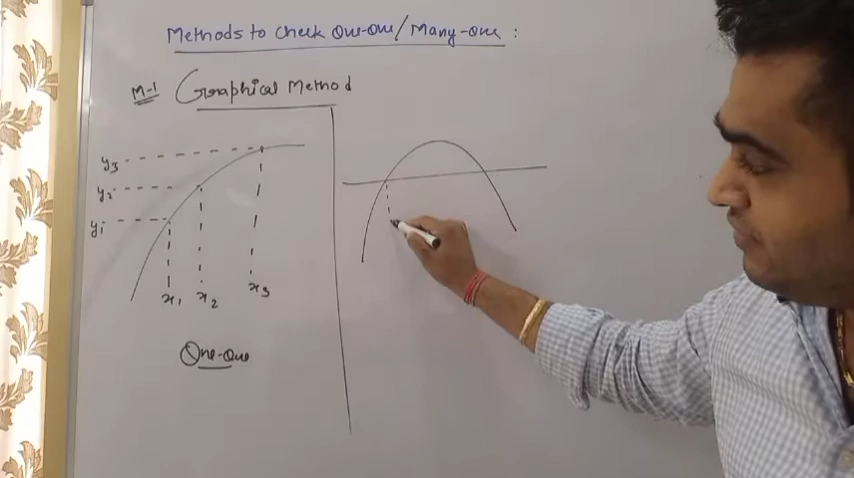 Methods to check One-One/Many-One :
M-1 Graphical Method
y3
y2
y1
x1
x2
x3
One-One